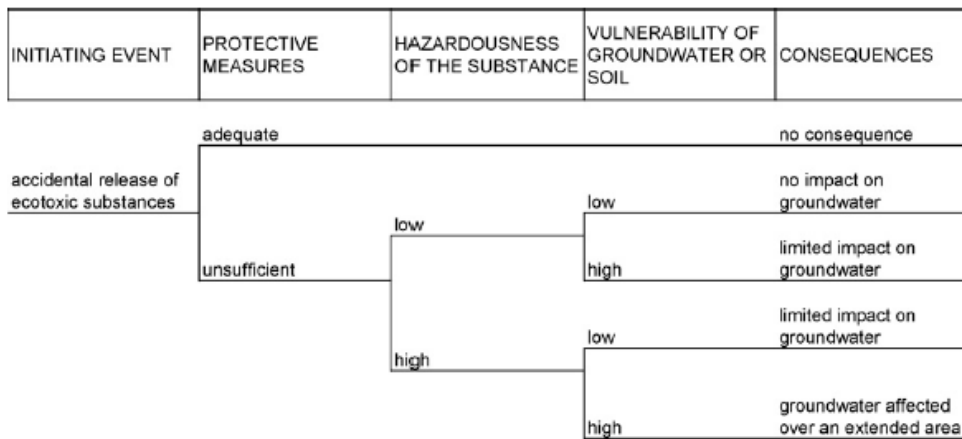 INITIATING EVENT
PROTECTIVE
MEASURES
HAZARDOUSNESS
OF THE SUBSTANCE
VULNERABILITY OF
GROUNDWATER OR
SOIL
CONSEQUENCES
adequate
no consequence
accidental release of
ecotoxic substances
no impact on
groundwater
low
low
limited impact on
groundwater
high
unsufficient
limited impact on
groundwater
low
high
groundwater affected
over an extended area
high